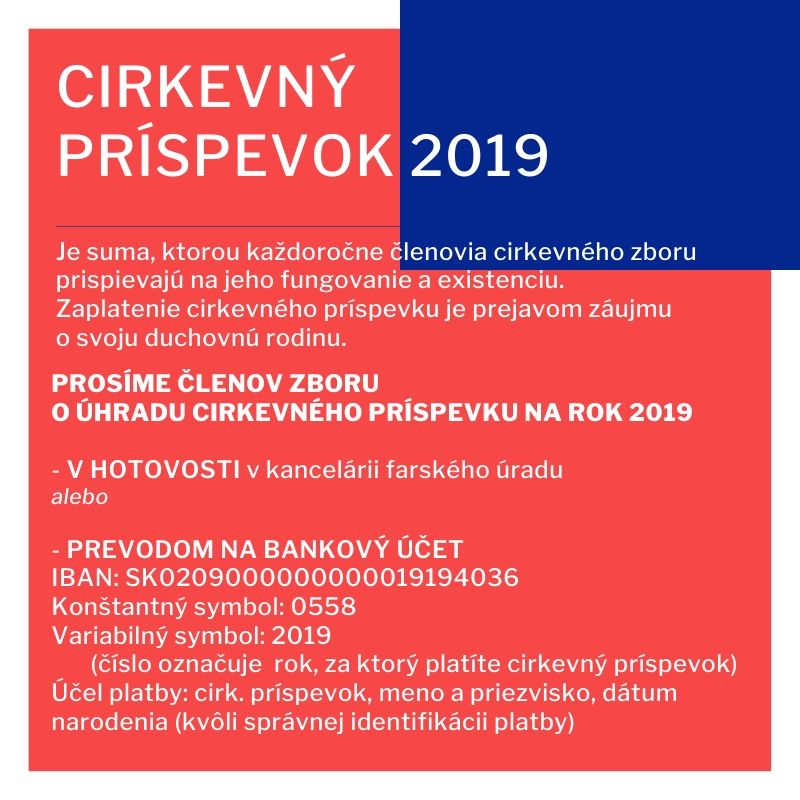 CIRKEVNÝ
PRÍSPEVOK 2019
Je suma, ktorou každoročne členovia cirkevného zboru
prispievajú na jeho fungovanie a existenciu.
Zaplatenie cirkevného príspevku je prejavom záujmu
o svoju duchovnú rodinu.
PROSÍME ČLENOV ZBORU
O ÚHRADU CIRKEVNÉHO PRÍSPEVKU NA ROK 2019
- V HOTOVOSTI v kancelárii farského úradu
alebo
- PREVODOM NA BANKOVÝ ÚČET
IBAN: SK0209000000000019194036
Konštantný symbol: 0558
Variabilný symbol: 2019
(číslo označuje rok, za ktorý platíte cirkevný príspevok)
Účel platby: cirk. príspevok, meno a priezvisko, dátum
narodenia (kvôli správnej identifikácii platby)